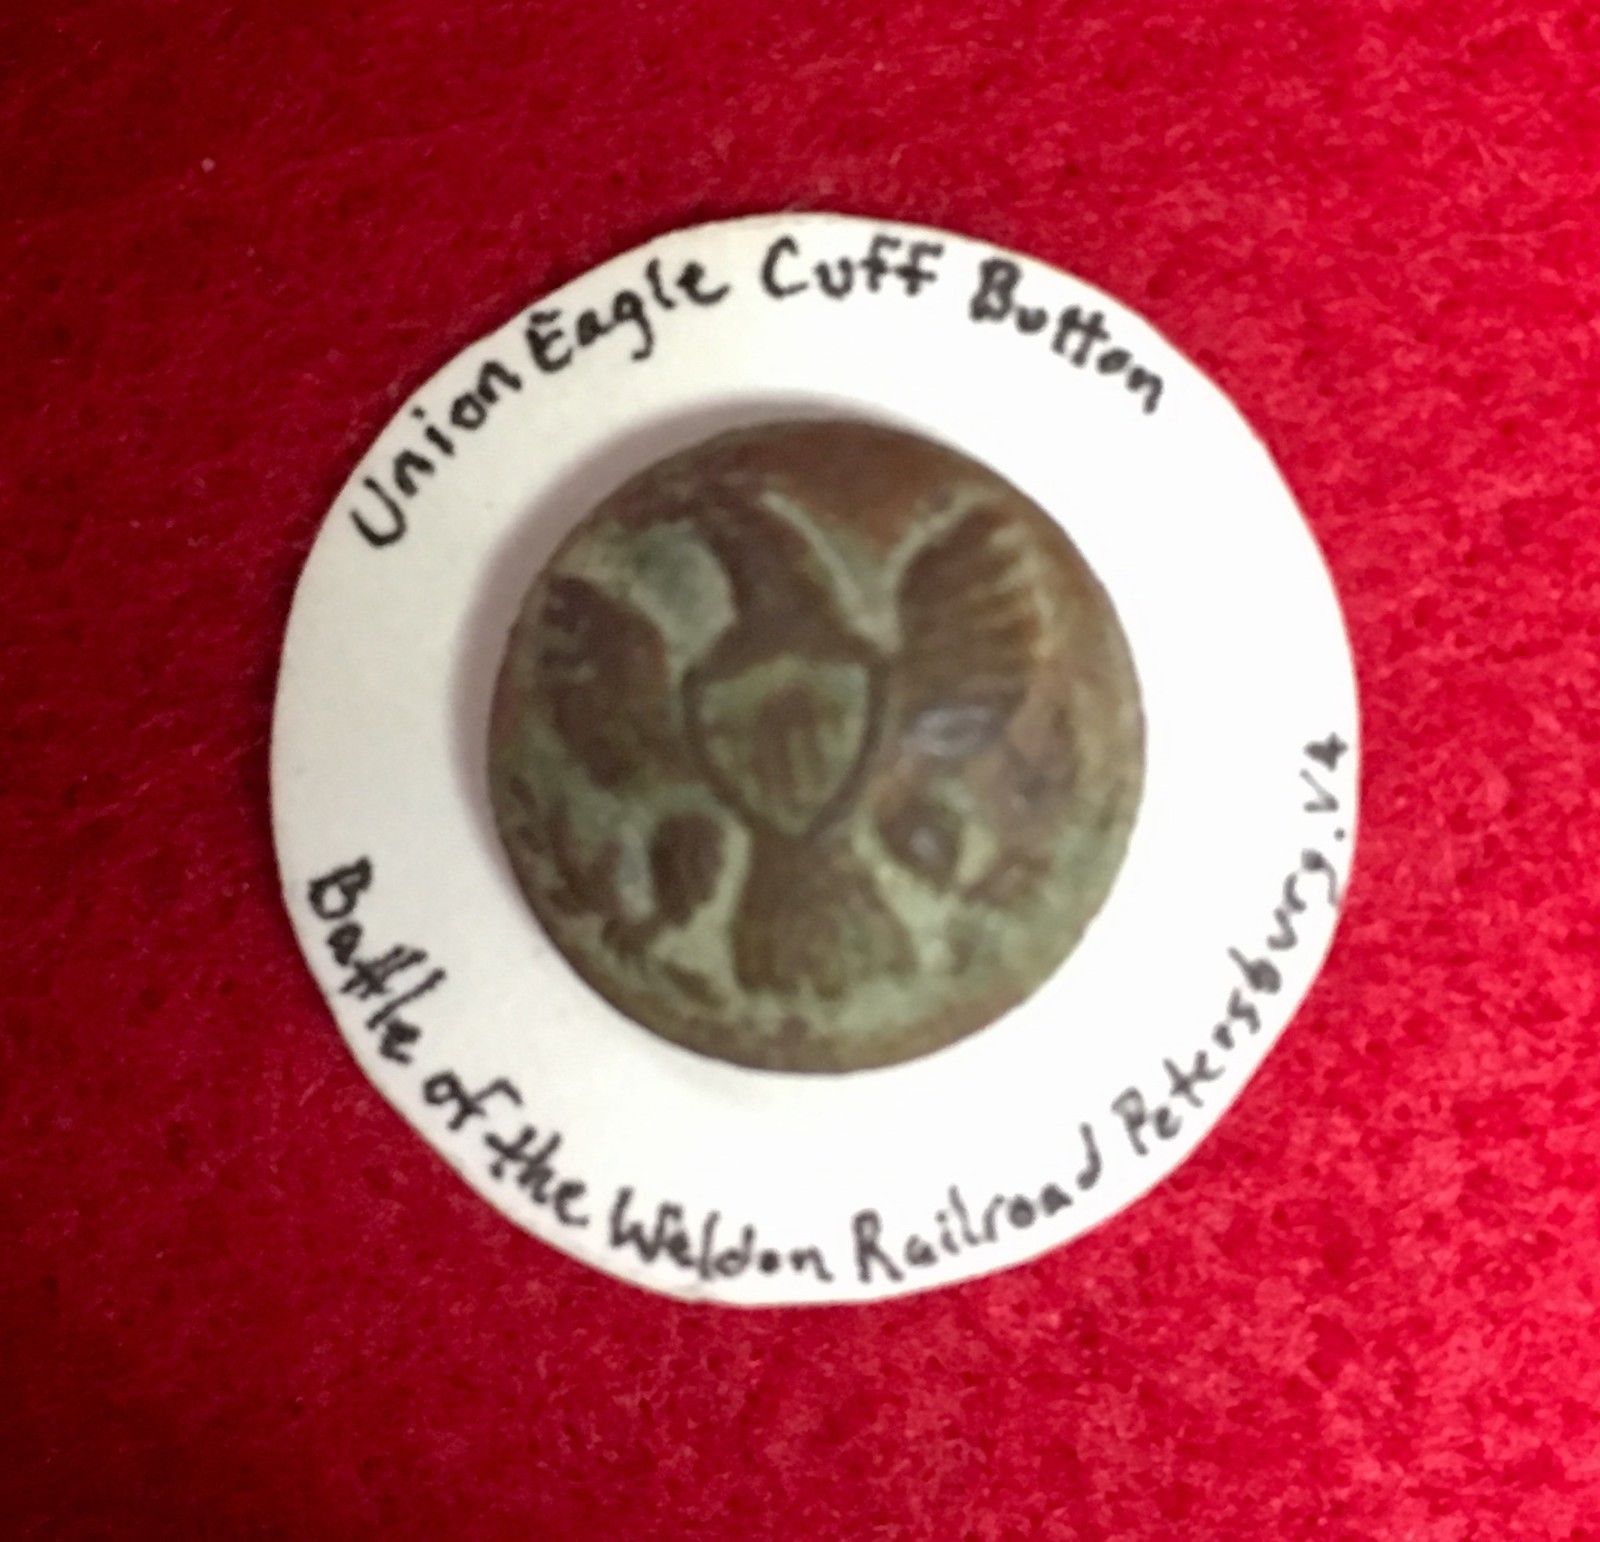 Union Eagle Cuff Button
Battle of the Weldon Railroad Petersburg. VA